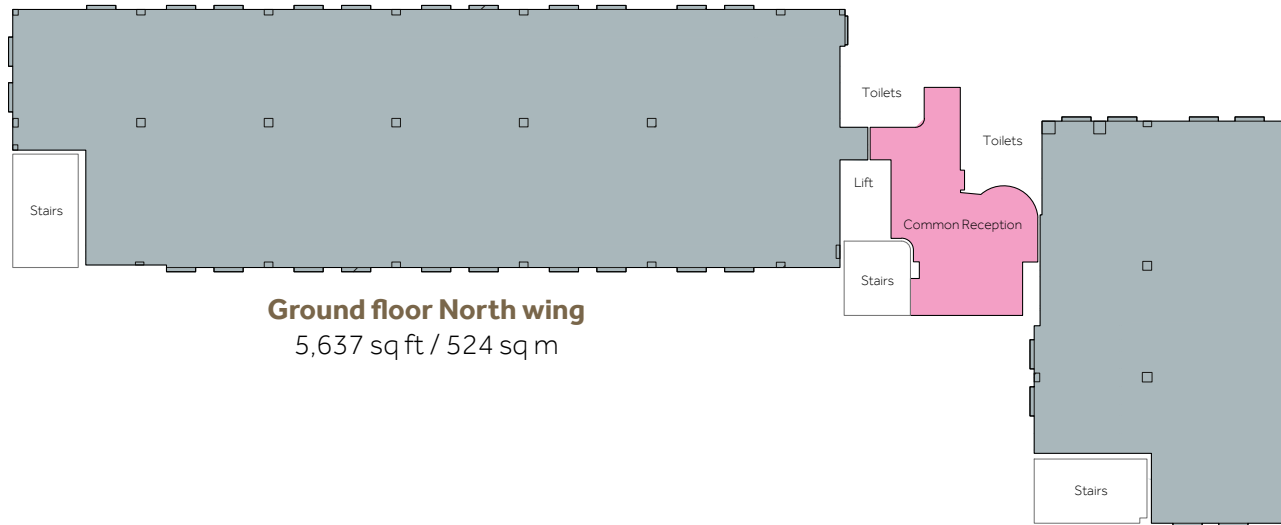 Toilets
Toilets
Lift
Stairs
Common Reception
Stairs
Ground floor North wing
5,637 sq ft / 524 sq m
Stairs